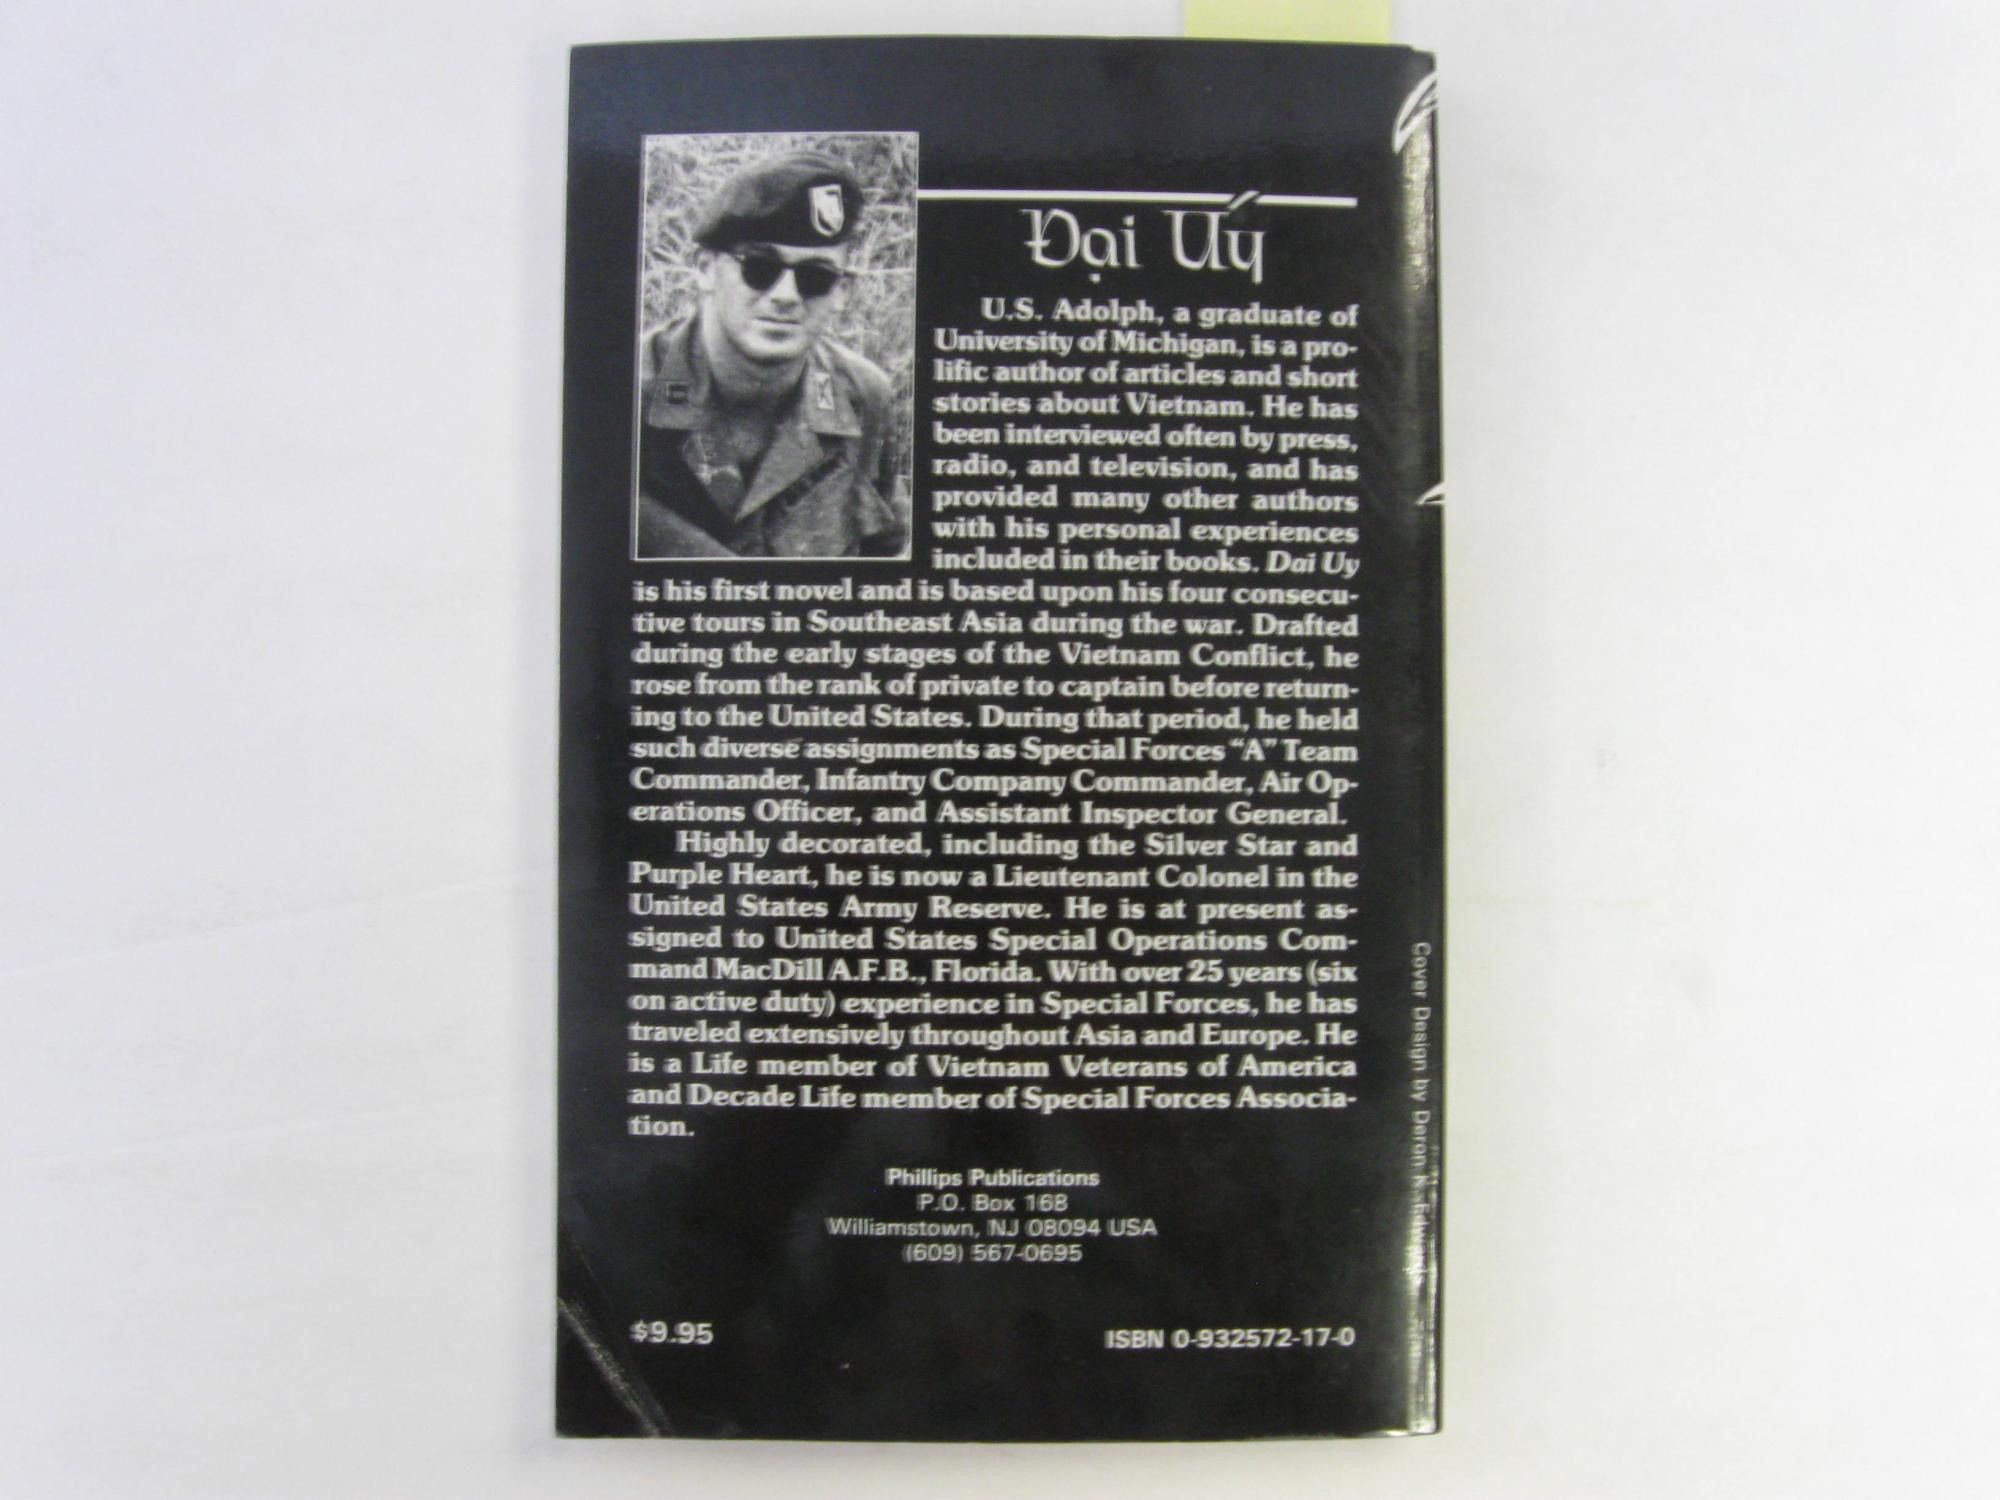 Đại Úy
U.S. Adolph, a graduate of
University of Michigan, is a pro-
lific author of articles and short
stories about Vietnam. He has
been interviewed often by press,
radio, and television, and has
provided many other authors
with his personal experiences
included in their books. Dai Uy
is his first novel and is based upon his four consecu-
tive tours in Southeast Asia during the war. Drafted
during the early stages of the Vietnam Conflict, he
rose from the rank of private to captain before return-
ing to the United States. During that period, he held
such diverse assignments as Special Forces “A” Team
Commander, Infantry Company Commander, Air Op-
erations Officer, and Assistant Inspector General.
Highly decorated, including the Silver Star and
Purple Heart, he is now a Lieutenant Colonel in the
United States Army Reserve. He is at present as-
signed to United States Special Operations Com-
mand MacDill A.F.B., Florida. With over 25 years (six
on active duty) experience in Special Forces, he has
traveled extensively throughout Asia and Europe. He
is a Life member of Vietnam Veterans of America
and Decade Life member of Special Forces Associa-
tion.
Phillips Publications
P.O. Box 168
Williamstown, NJ 08094 USA
(609) 567-0695
$9.95
ISBN 0-932572-17-0
Cover Design by Deron K. Edwards